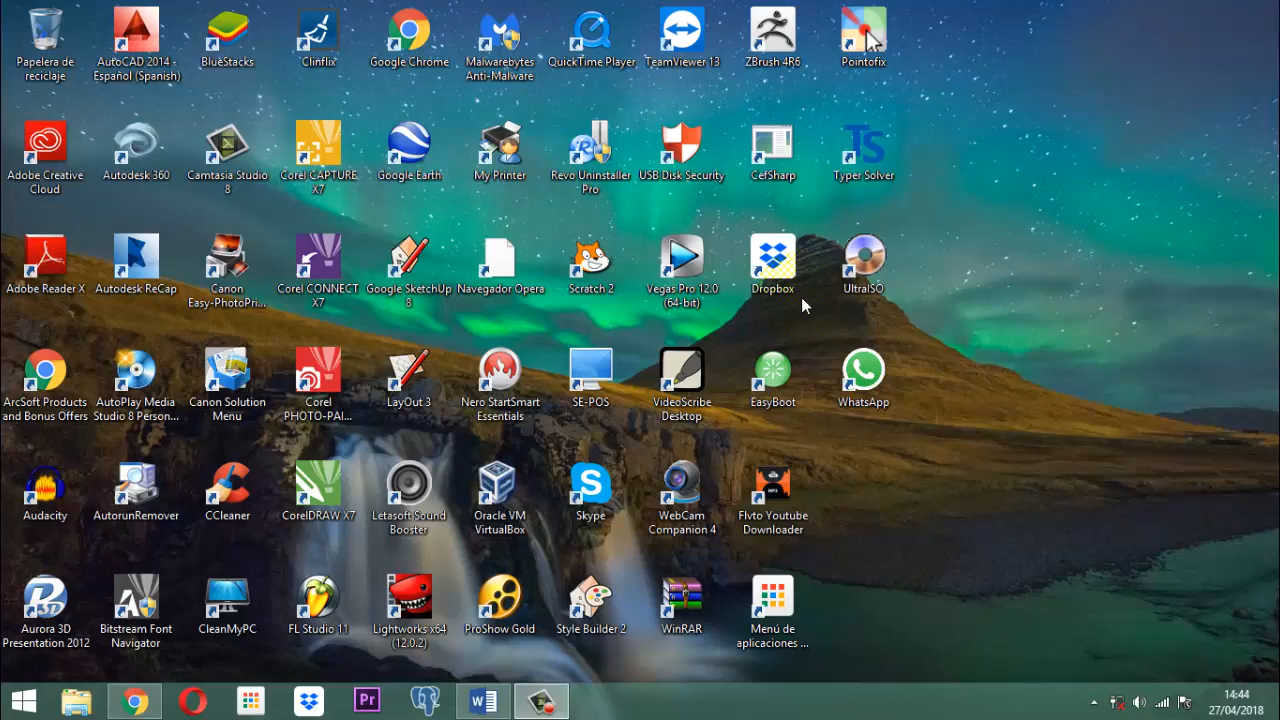 Papelera de
reciclaje
AutoCAD 2014 -
Español (Spanish)
BlueStacks
Clinflix
Google Chrome
Malwarebytes
Anti-Malware
QuickTime Player
TeamViewer 13
ZBrush 4R6
Pointofix
Adobe Creative
Cloud
Autodesk 360
Camtasia Studio
8
Corel CAPTURE
X7
Google Earth
My Printer
Revo Uninstaller
Pro
USB Disk Security
CefSharp
TS
Typer Solver
Adobe Reader X
Autodesk ReCap
Canon
Easy-PhotoPri...
Corel CONNECT
X7
Google SketchUp
8
Navegador Opera
Scratch 2
Vegas Pro 12.0
(64-bit)
Dropbox
UltraISO
ArcSoft Products
and Bonus Offers
AutoPlay Media
Studio 8 Person...
Canon Solution
Menu
Corel
PHOTO-PAI...
LayOut 3
Nero StartSmart
Essentials
SE-POS
VideoScribe
Desktop
EasyBoot
WhatsApp
Audacity
AutorunRemover
CCleaner
CorelDRAW X7
Letasoft Sound
Booster
Oracle VM
VirtualBox
Skype
WebCam
Companion 4
Flvto Youtube
Downloader
Aurora 3D
Presentation 2012
Bitstream Font
Navigator
CleanMyPC
FL Studio 11
Lightworks x64
(12.0.2)
ProShow Gold
Style Builder 2
WinRAR
Menú de
aplicaciones ...
Pr
W
14:44
27/04/2018